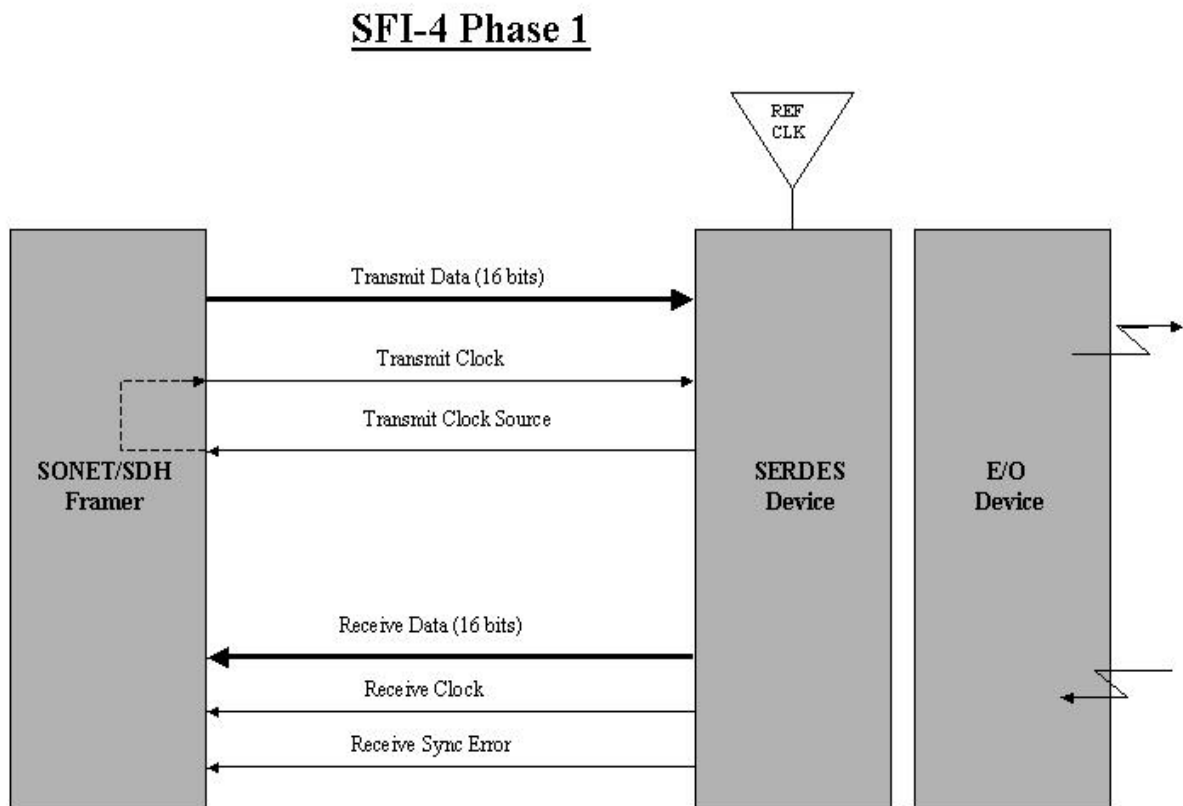 SFI-4 Phase 1
REF
CLK
Transmit Data (16 bits)
Transmit Clock
Transmit Clock Source
SONET/SDH
Framer
SERDES
Device
E/O
Device
Receive Data (16 bits)
Receive Clock
Receive Sync Error